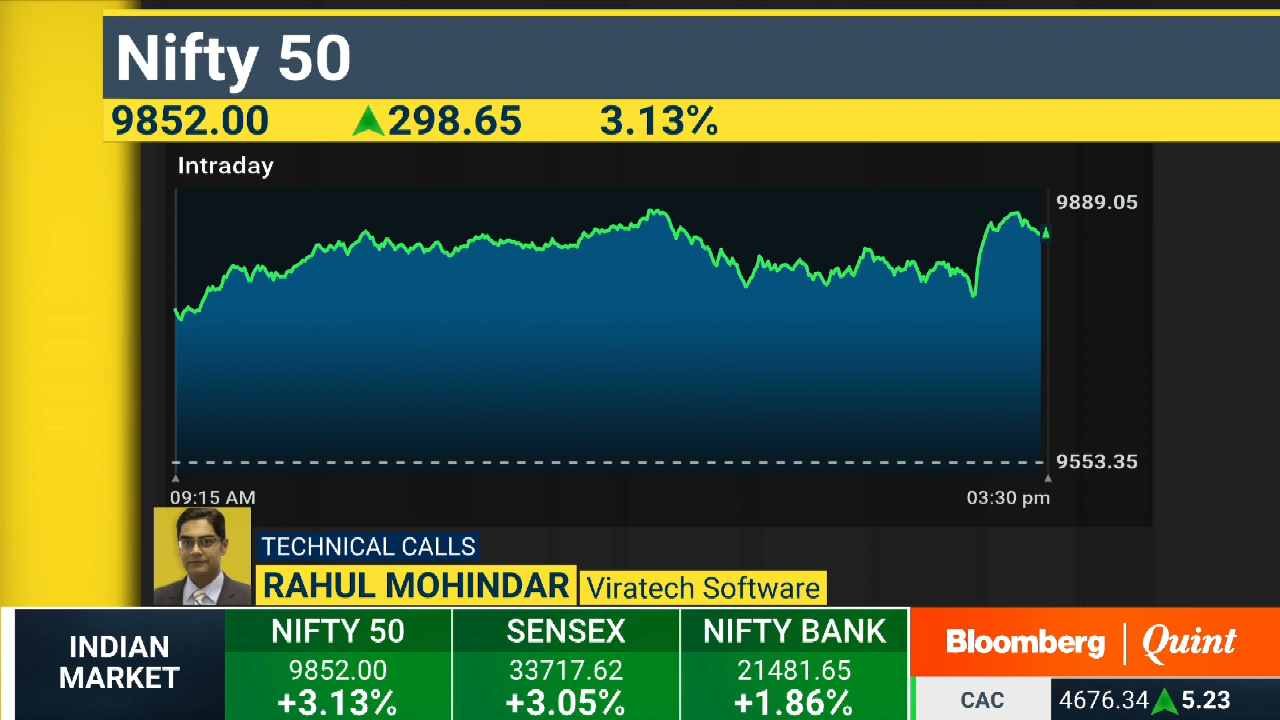 Nifty 50
9852.00 ▲298.65 3.13%
Intraday
9889.05
9553.35
09:15 AM 03:30 pm
TECHNICAL CALLS
RAHUL MOHINDAR Viratech Software
INDIAN
MARKET
NIFTY 50
9852.00
+3.13%
SENSEX
33717.62
+3.05%
NIFTY BANK
21481.65
+1.86%
Bloomberg | Quint
CAC 4676.34 ▲5.23